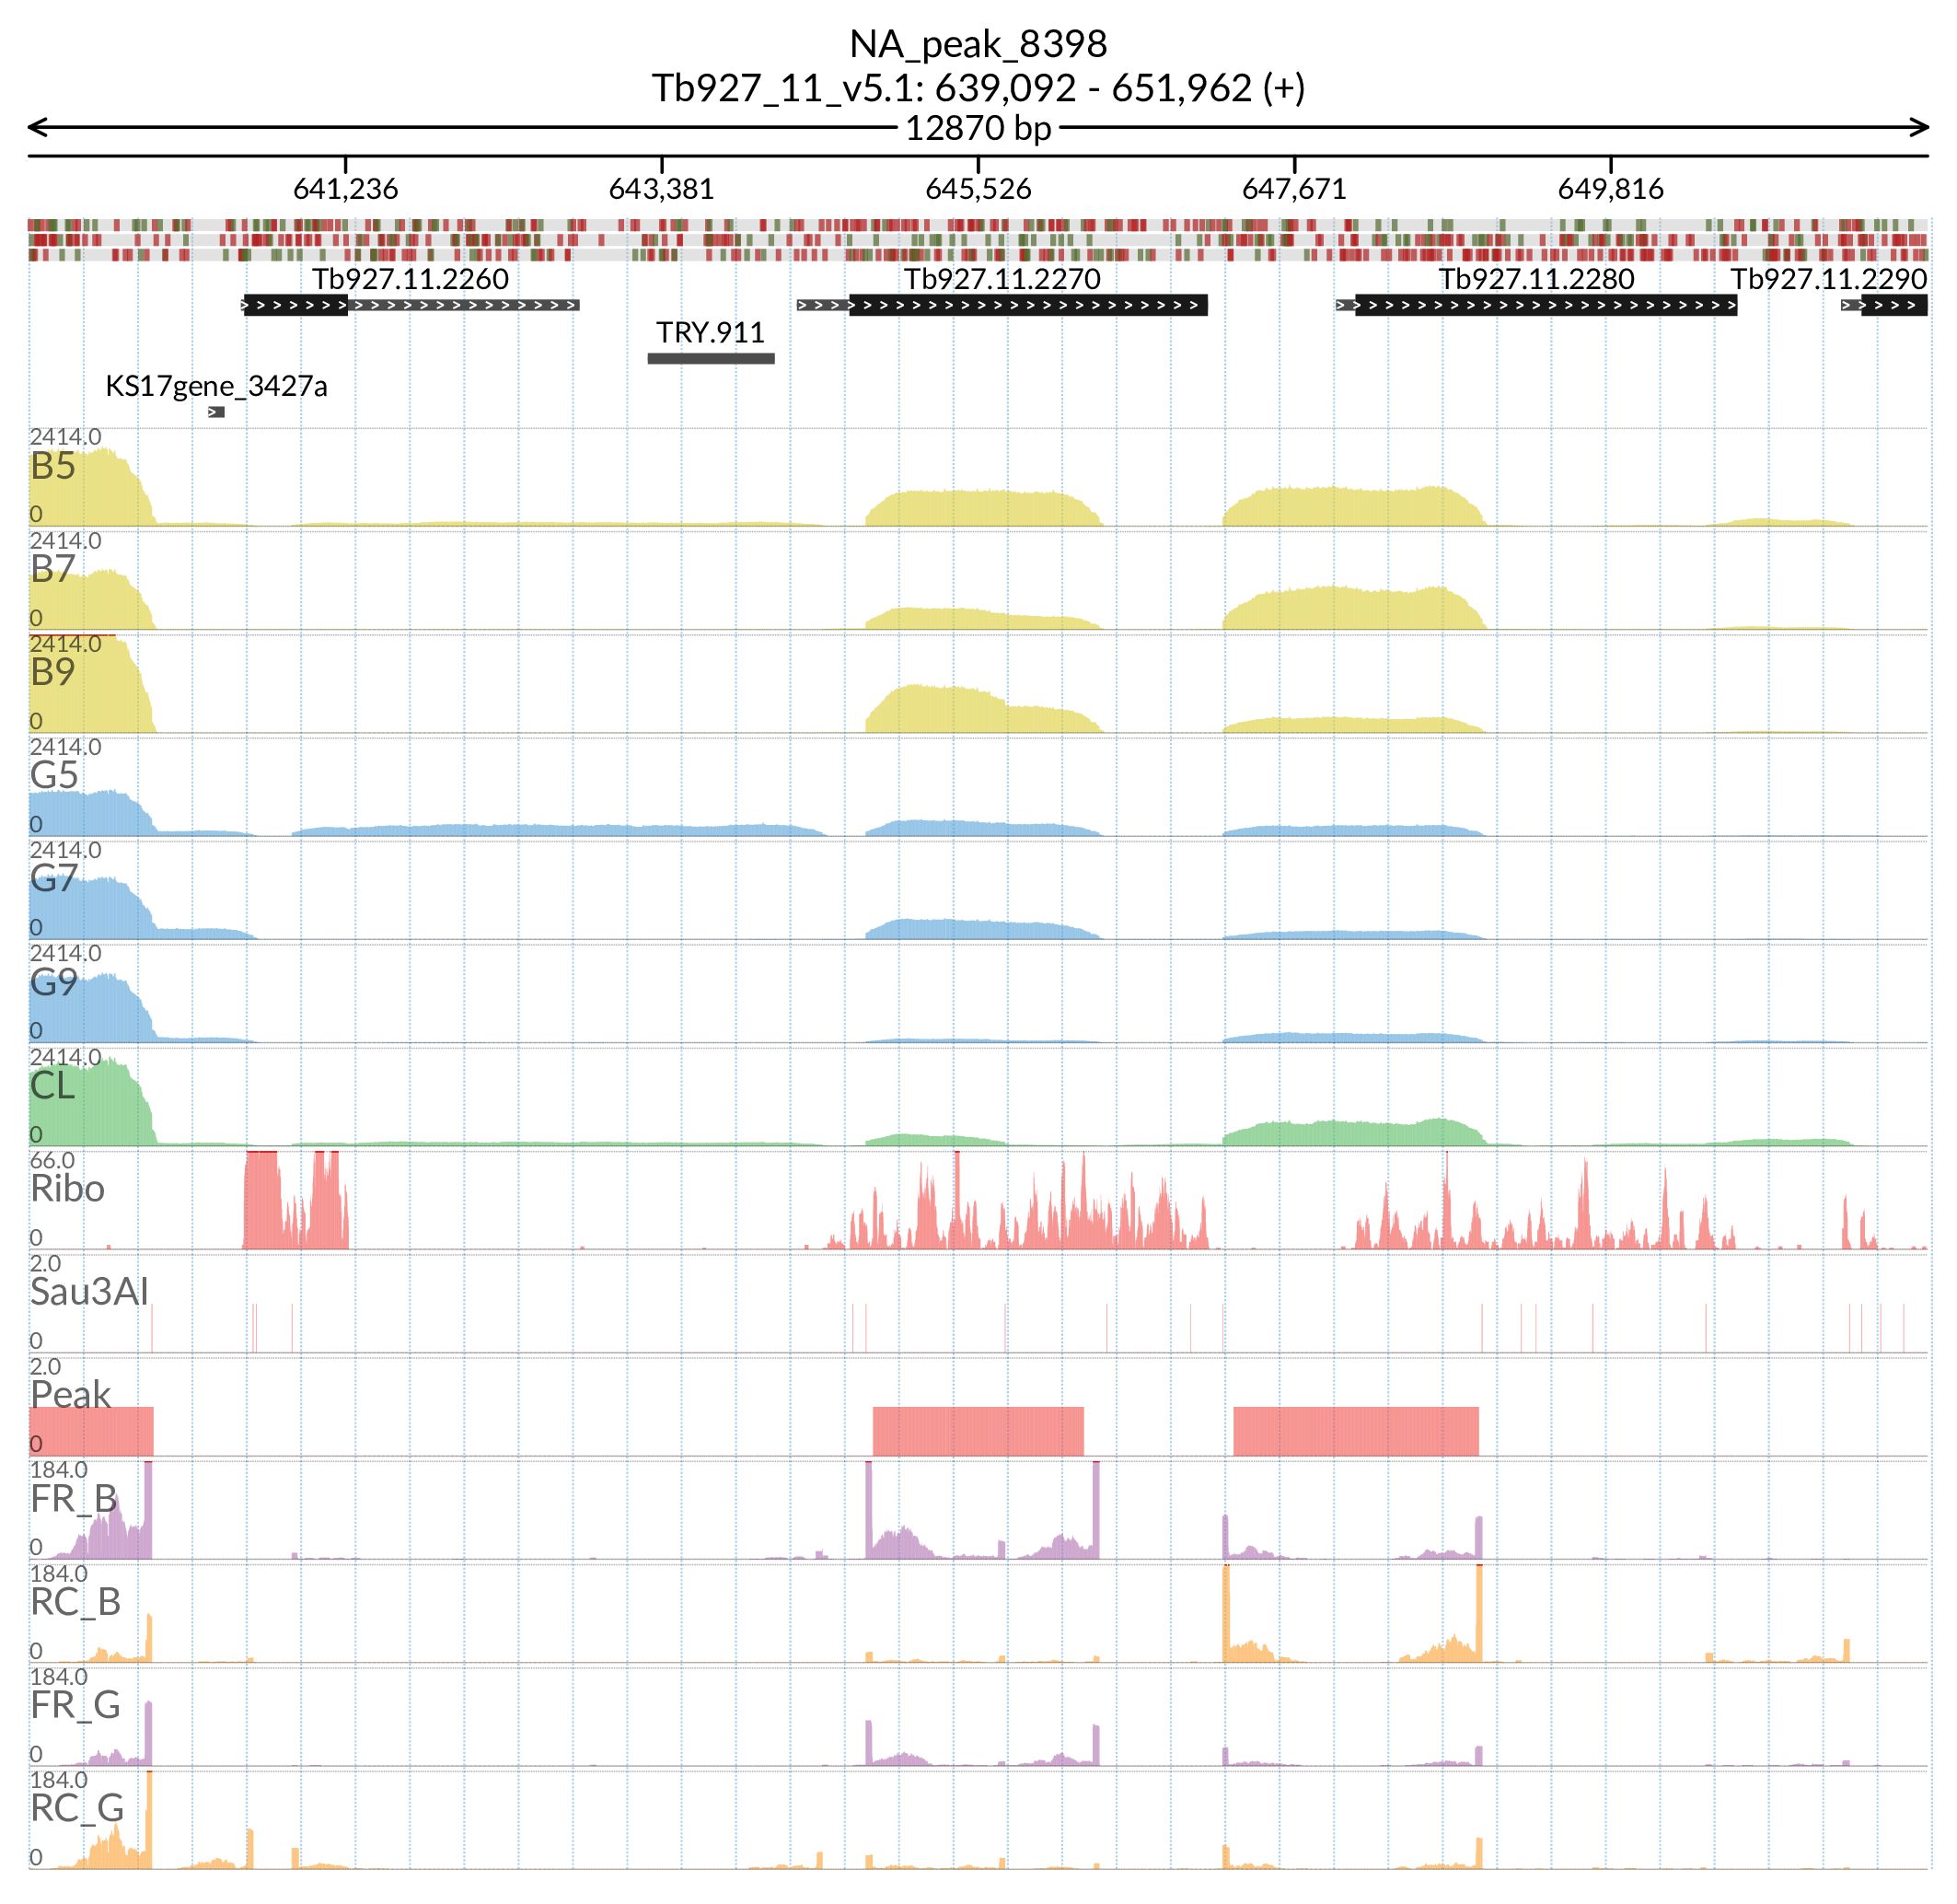 NA_peak_8398
Tb927_11_v5.1: 639,092 - 651,962 (+)
12870 bp
641,236 643,381 645,526 647,671 649,816
Tb927.11.2260 Tb927.11.2270 Tb927.11.2280 Tb927.11.2290
TRY.911
KS17gene_3427a
2414.0
B5
0
2414.0
B7
0
2414.0
B9
0
2414.0
G5
0
2414.0
G7
0
2414.0
G9
0
2414.0
CL
0
66.0
Ribo
0
2.0
Sau3AI
0
2.0
Peak
0
184.0
FR_B
0
184.0
RC_B
0
184.0
FR_G
0
184.0
RC_G
0